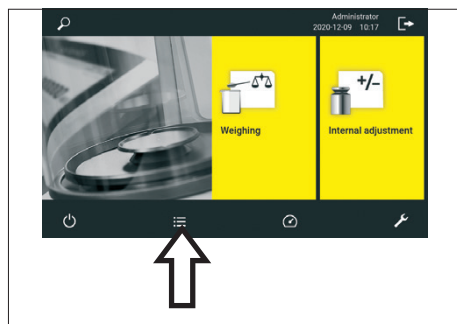 Administrator
2020-12-09 10:17
+/-
Weighing
Internal adjustment